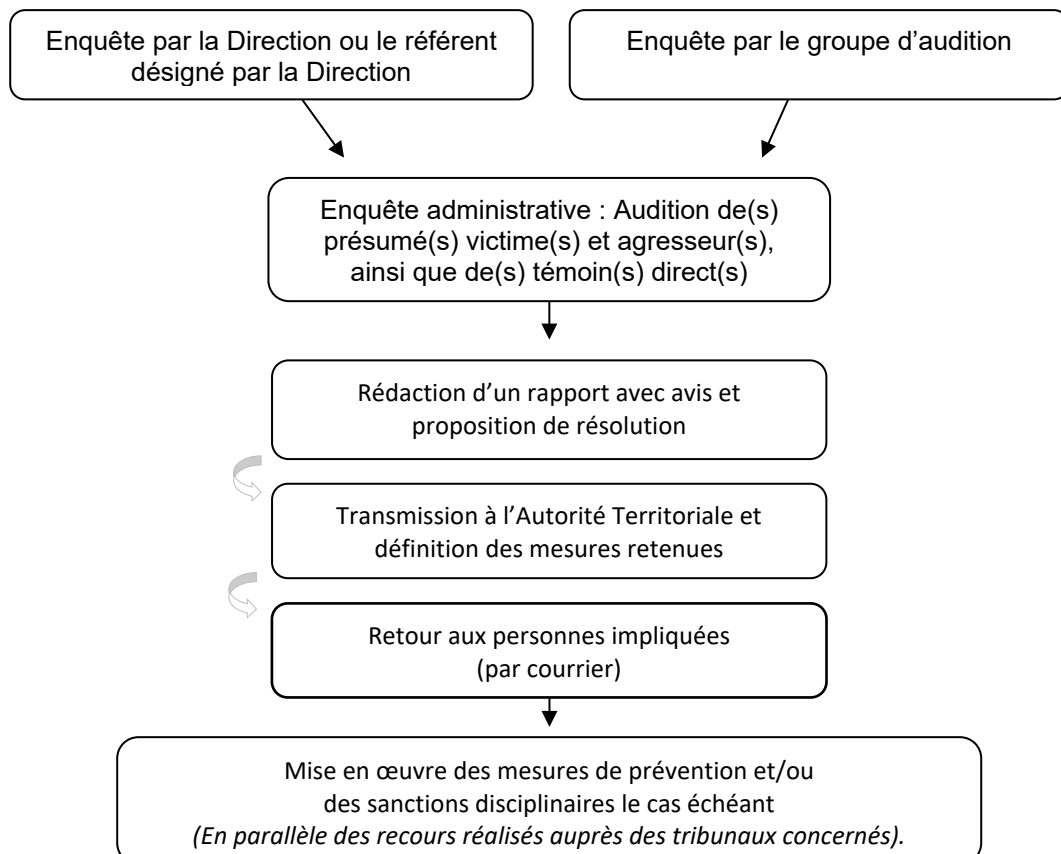 Enquête par la Direction ou le référent
désigné par la Direction
Enquête par le groupe d’audition
Enquête administrative : Audition de(s)
présumé(s) victime(s) et agresseur(s),
ainsi que de(s) témoin(s) direct(s)
Rédaction d’un rapport avec avis et
proposition de résolution
Transmission à l’Autorité Territoriale et
définition des mesures retenues
Retour aux personnes impliquées
(par courrier)
Mise en œuvre des mesures de prévention et/ou
des sanctions disciplinaires le cas échéant
(En parallèle des recours réalisés auprès des tribunaux concernés).